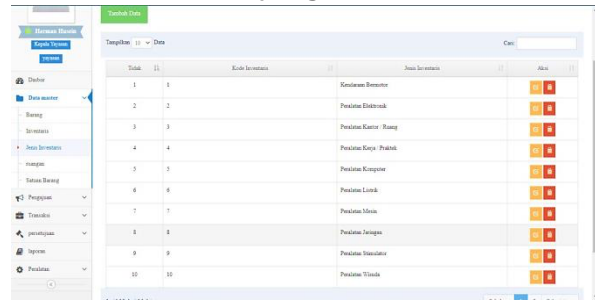 Tambah Data
Herman Husein
Kepala Yayasan
yayasan
Tampilkan 10 Data
Cari
Kode Inventaris
Jenis Inventaris
Aksi
1 1 Kendaraan Bermotor
2 2 Peralatan Elektronik
3 3 Peralatan Kantor / Ruang
4 4 Peralatan Kerja / Praktek
5 5 Peralatan Komputer
6 6 Peralatan Listrik
7 7 Peralatan Mesin
8 8 Peralatan Jaringan
9 9 Peralatan Stimulator
10 10 Peralatan Wisuda
Dasbor
Data master
Barang
Inventaris
Jenis Inventaris
ruangan
Satuan Barang
Pengajuan
Transaksi
persetujuan
laporan
Peralatan